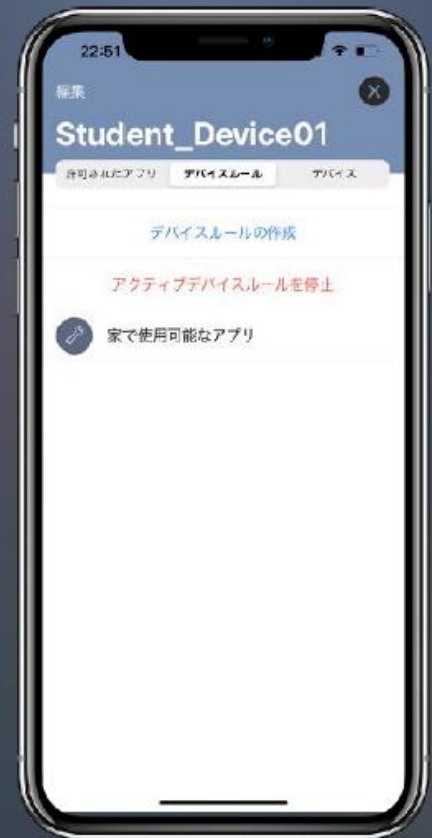 22:51
編集
Student_Device01
許可されたアプリ デバイスルール デバイス
デバイスルールの作成
アクティブデバイスルールを停止
家で使用可能なアプリ